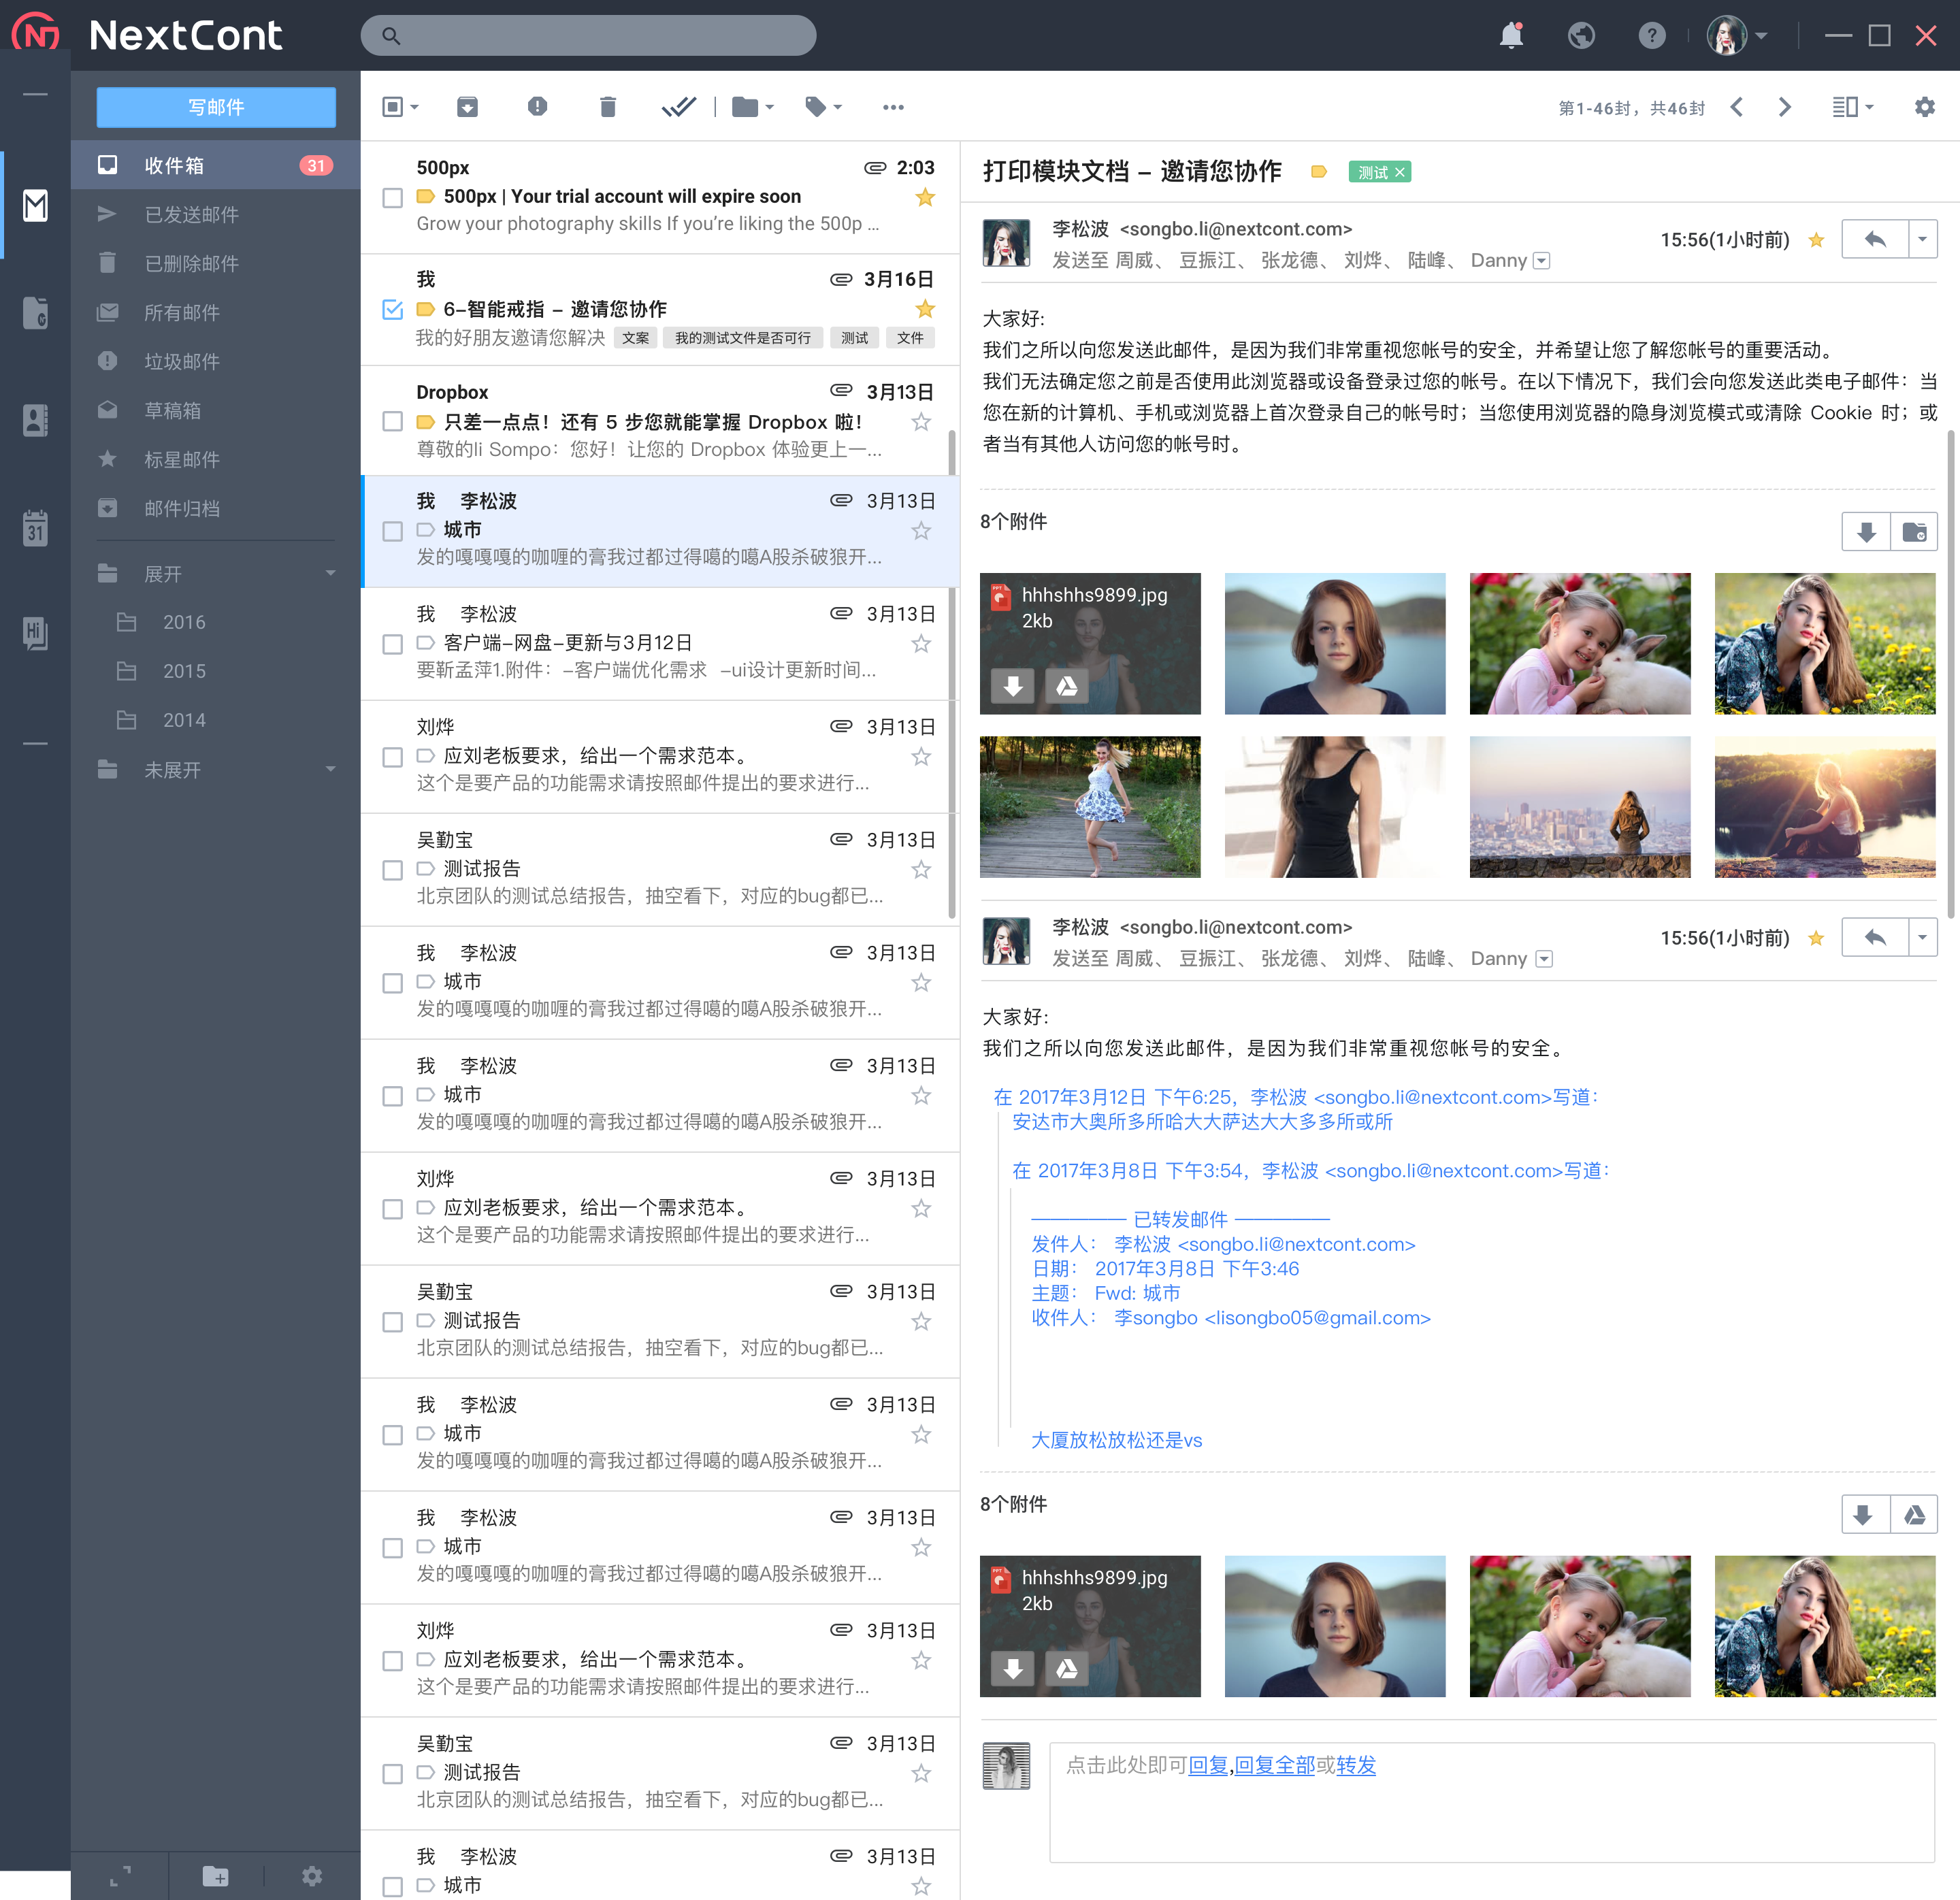 NextCont
写邮件
收件箱 31
已发送邮件
已删除邮件
所有邮件
垃圾邮件
草稿箱
标星邮件
邮件归档
展开
2016
2015
2014
未展开
31
Hi
第1-46封，共46封
500px 2:03
500px | Your trial account will expire soon
Grow your photography skills If you’re liking the 500p ...
我 3月16日
6–智能戒指 – 邀请您协作
我的好朋友邀请您解决 文案 我的测试文件是否可行 测试 文件
Dropbox 3月13日
只差一点点！还有 5 步您就能掌握 Dropbox 啦！
尊敬的li Sompo：您好！让您的 Dropbox 体验更上一...
我 李松波 3月13日
城市
发的嘎嘎嘎的咖喱的膏我过都过得噶的噶A股杀破狼开...
我 李松波 3月13日
客户端–网盘–更新与3月12日
要靳孟萍1.附件：–客户端优化需求 –ui设计更新时间...
刘烨 3月13日
应刘老板要求，给出一个需求范本。
这个是要产品的功能需求请按照邮件提出的要求进行...
吴勤宝 3月13日
测试报告
北京团队的测试总结报告，抽空看下，对应的bug都已...
我 李松波 3月13日
城市
发的嘎嘎嘎的咖喱的膏我过都过得噶的噶A股杀破狼开...
我 李松波 3月13日
城市
发的嘎嘎嘎的咖喱的膏我过都过得噶的噶A股杀破狼开...
刘烨 3月13日
应刘老板要求，给出一个需求范本。
这个是要产品的功能需求请按照邮件提出的要求进行...
吴勤宝 3月13日
测试报告
北京团队的测试总结报告，抽空看下，对应的bug都已...
我 李松波 3月13日
城市
发的嘎嘎嘎的咖喱的膏我过都过得噶的噶A股杀破狼开...
我 李松波 3月13日
城市
发的嘎嘎嘎的咖喱的膏我过都过得噶的噶A股杀破狼开...
刘烨 3月13日
应刘老板要求，给出一个需求范本。
这个是要产品的功能需求请按照邮件提出的要求进行...
吴勤宝 3月13日
测试报告
北京团队的测试总结报告，抽空看下，对应的bug都已...
我 李松波 3月13日
城市
打印模块文档 – 邀请您协作 测试 ×
李松波 <songbo.li@nextcont.com> 15:56(1小时前)
发送至 周威、 豆振江、 张龙德、 刘烨、 陆峰、 Danny
大家好:
我们之所以向您发送此邮件，是因为我们非常重视您帐号的安全，并希望让您了解您帐号的重要活动。
我们无法确定您之前是否使用此浏览器或设备登录过您的帐号。在以下情况下，我们会向您发送此类电子邮件：当
您在新的计算机、手机或浏览器上首次登录自己的帐号时；当您使用浏览器的隐身浏览模式或清除 Cookie 时；或
者当有其他人访问您的帐号时。
8个附件
hhhshhs9899.jpg
2kb
李松波 <songbo.li@nextcont.com> 15:56(1小时前)
发送至 周威、 豆振江、 张龙德、 刘烨、 陆峰、 Danny
大家好:
我们之所以向您发送此邮件，是因为我们非常重视您帐号的安全。
在 2017年3月12日 下午6:25，李松波 <songbo.li@nextcont.com>写道：
安达市大奥所多所哈大大萨达大大多多所或所
在 2017年3月8日 下午3:54，李松波 <songbo.li@nextcont.com>写道：
————— 已转发邮件 —————
发件人： 李松波 <songbo.li@nextcont.com>
日期： 2017年3月8日 下午3:46
主题： Fwd: 城市
收件人： 李songbo <lisongbo05@gmail.com>
大厦放松放松还是vs
8个附件
hhhshhs9899.jpg
2kb
点击此处即可回复,回复全部或转发